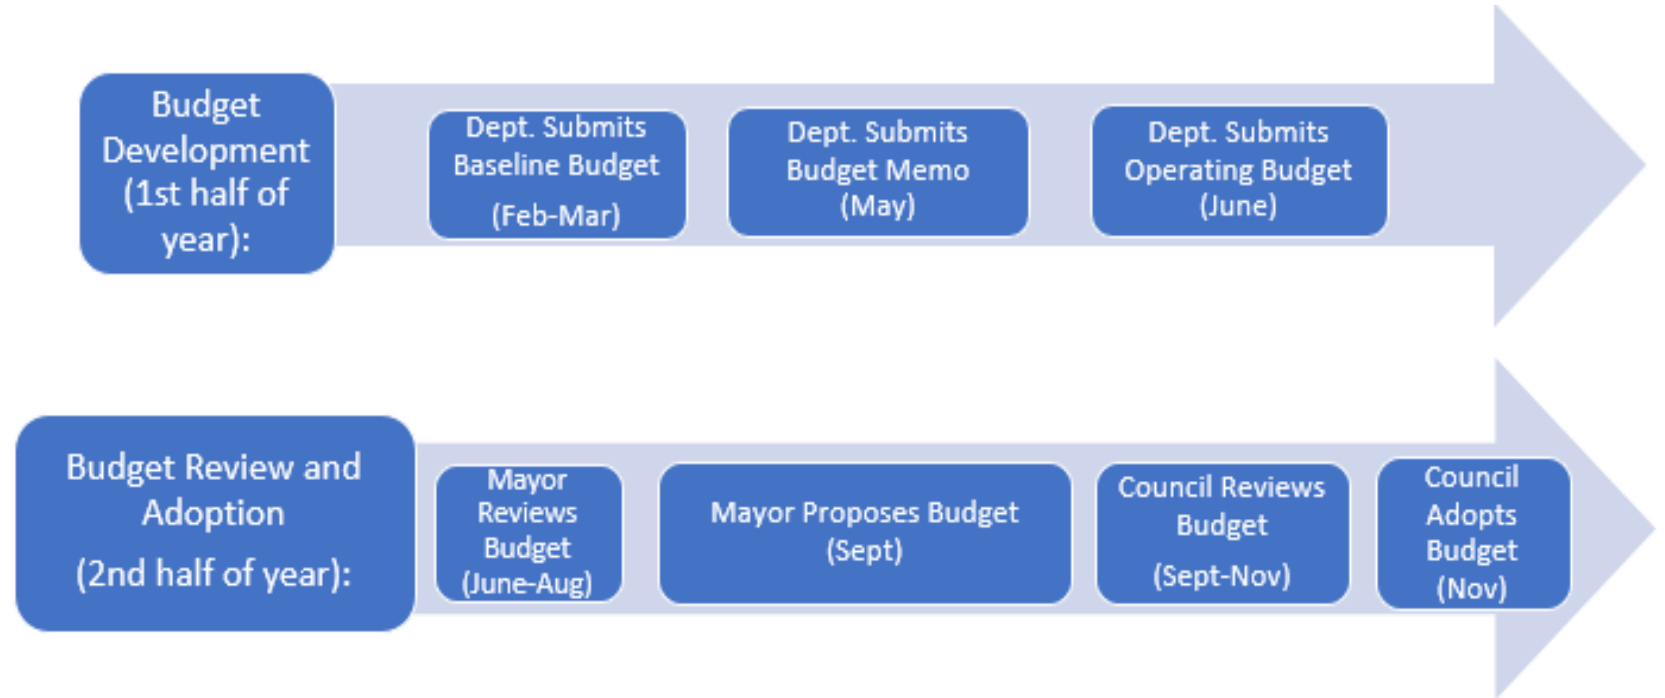 Budget
Development
(1st half of
year):
Dept. Submits
Baseline Budget
(Feb-Mar)
Dept. Submits
Budget Memo
(May)
Dept. Submits
Operating Budget
(June)
Budget Review and
Adoption
(2nd half of year):
Mayor
Reviews
Budget
(June-Aug)
Mayor Proposes Budget
(Sept)
Council Reviews
Budget
(Sept-Nov)
Council
Adopts
Budget
(Nov)